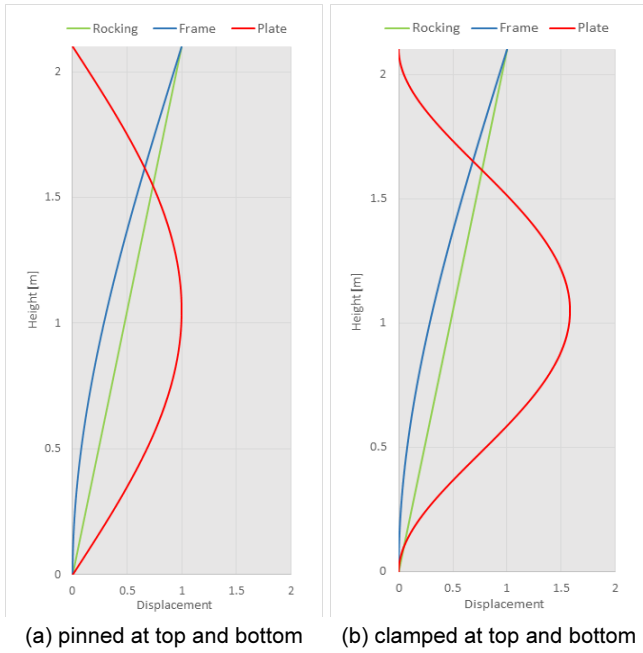 Rocking Frame Plate
2
1.5
1
0.5
0
Height [m]
0 0.5 1 1.5 2
Displacement
(a) pinned at top and bottom
Rocking Frame Plate
2
1.5
1
0.5
0
Height [m]
0 0.5 1 1.5 2
Displacement
(b) clamped at top and bottom